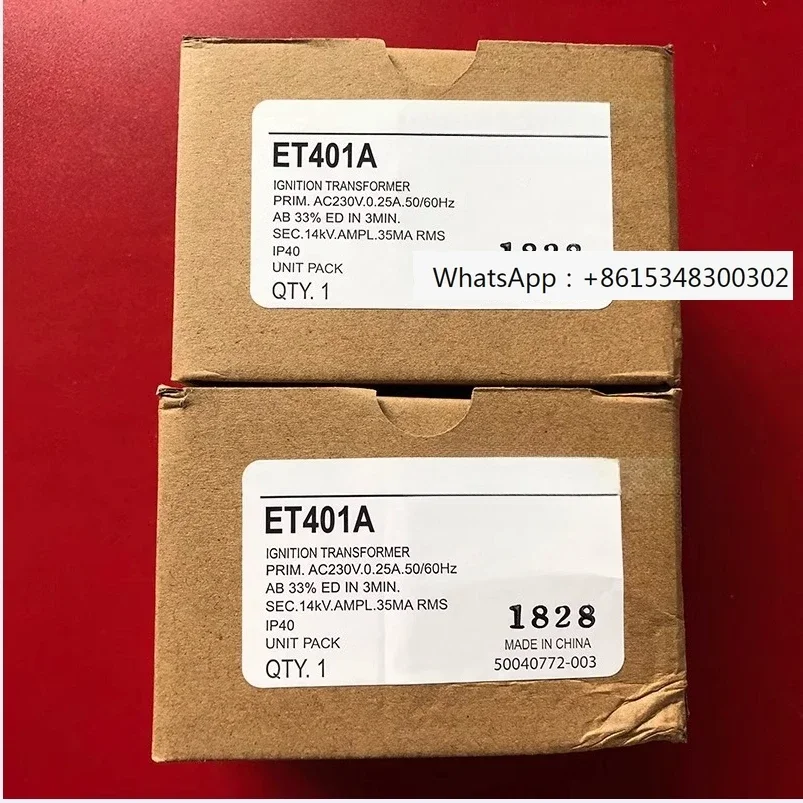 ET401A
IGNITION TRANSFORMER
PRIM. AC230V.0.25A.50/60Hz
AB 33% ED IN 3MIN.
SEC.14kV.AMPL.35MA RMS
IP40
UNIT PACK
QTY. 1
1828
WhatsApp：+8615348300302
ET401A
IGNITION TRANSFORMER
PRIM. AC230V.0.25A.50/60Hz
AB 33% ED IN 3MIN.
SEC.14kV.AMPL.35MA RMS
IP40
UNIT PACK
QTY. 1
1828
MADE IN CHINA
50040772-003